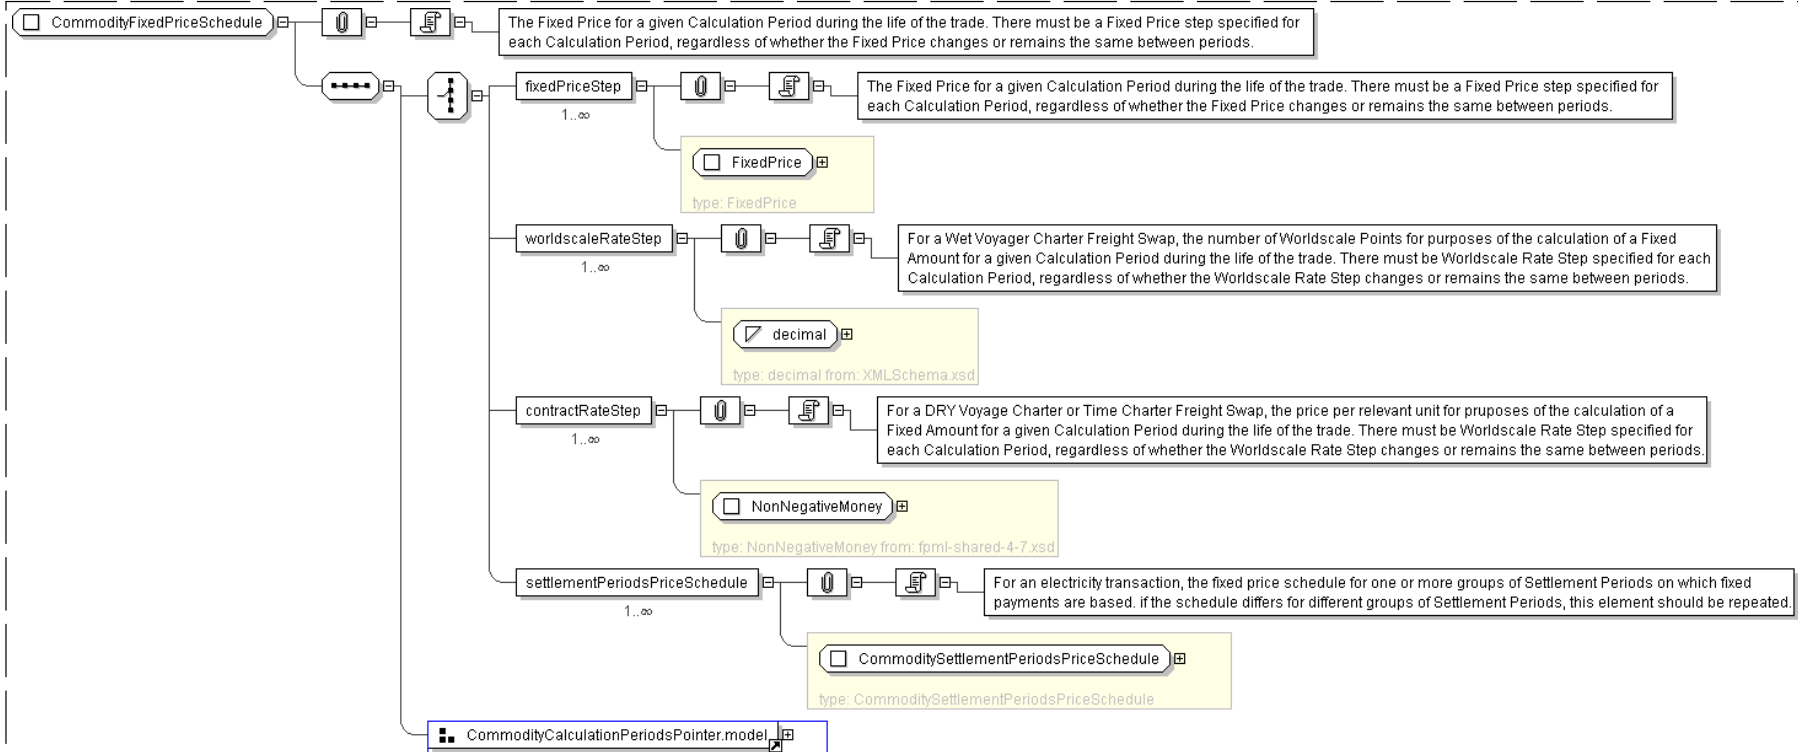 CommodityFixedPriceSchedule
The Fixed Price for a given Calculation Period during the life of the trade. There must be a Fixed Price step specified for
each Calculation Period, regardless of whether the Fixed Price changes or remains the same between periods.
fixedPriceStep
1..∞
The Fixed Price for a given Calculation Period during the life of the trade. There must be a Fixed Price step specified for
each Calculation Period, regardless of whether the Fixed Price changes or remains the same between periods.
FixedPrice
type: FixedPrice
worldscaleRateStep
1..∞
For a Wet Voyager Charter Freight Swap, the number of Worldscale Points for purposes of the calculation of a Fixed
Amount for a given Calculation Period during the life of the trade. There must be Worldscale Rate Step specified for each
Calculation Period, regardless of whether the Worldscale Rate Step changes or remains the same between periods.
decimal
type: decimal from: XMLSchema.xsd
contractRateStep
1..∞
For a DRY Voyage Charter or Time Charter Freight Swap, the price per relevant unit for pruposes of the calculation of a
Fixed Amount for a given Calculation Period during the life of the trade. There must be Worldscale Rate Step specified for
each Calculation Period, regardless of whether the Worldscale Rate Step changes or remains the same between periods.
NonNegativeMoney
type: NonNegativeMoney from: fpml-shared-4-7.xsd
settlementPeriodsPriceSchedule
1..∞
For an electricity transaction, the fixed price schedule for one or more groups of Settlement Periods on which fixed
payments are based. if the schedule differs for different groups of Settlement Periods, this element should be repeated.
CommoditySettlementPeriodsPriceSchedule
type: CommoditySettlementPeriodsPriceSchedule
CommodityCalculationPeriodsPointer.model